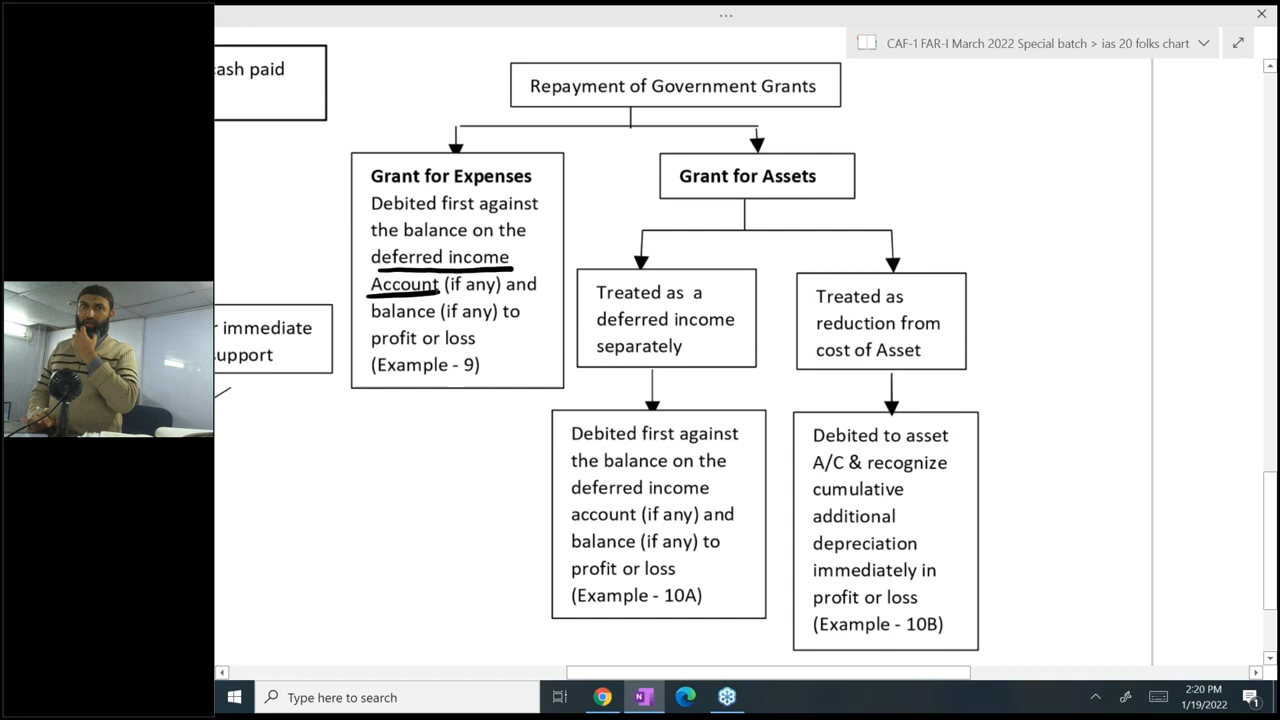 CAF-1 FAR-I March 2022 Special batch > ias 20 folks chart
cash paid
r immediate
support
Repayment of Government Grants
Grant for Expenses
Debited first against
the balance on the
deferred income
Account (if any) and
balance (if any) to
profit or loss
(Example - 9)
Grant for Assets
Treated as a
deferred income
separately
Treated as
reduction from
cost of Asset
Debited first against
the balance on the
deferred income
account (if any) and
balance (if any) to
profit or loss
(Example - 10A)
Debited to asset
A/C & recognize
cumulative
additional
depreciation
immediately in
profit or loss
(Example - 10B)
Type here to search
2:20 PM
1/19/2022
1